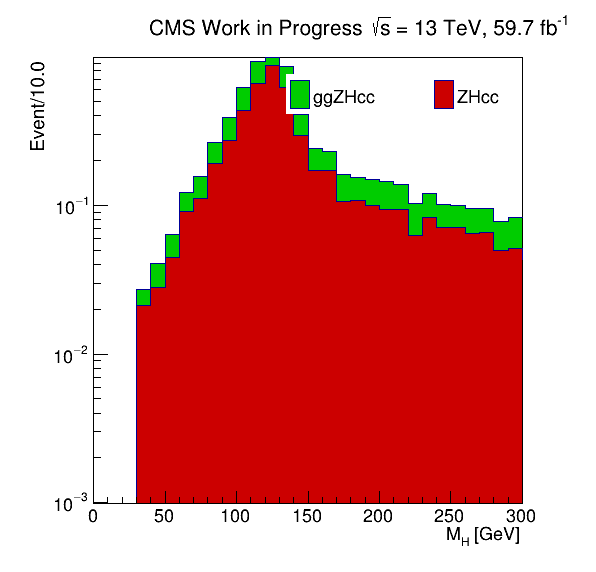 CMS Work in Progress √s = 13 TeV, 59.7 fb⁻¹
Event/10.0
ggZHcc ZHcc
10⁻¹
10⁻²
10⁻³
0 50 100 150 200 250 300
M_H [GeV]